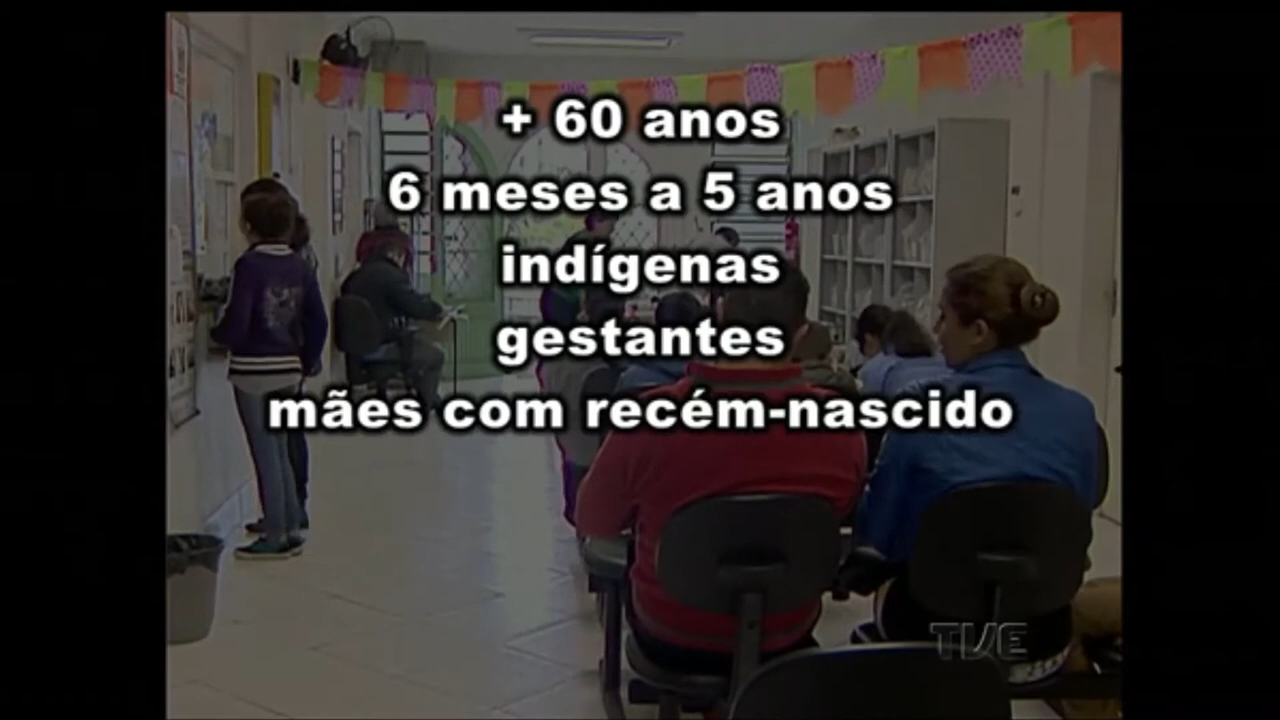 + 60 anos
6 meses a 5 anos
indígenas
gestantes
mães com recém-nascido
TVE